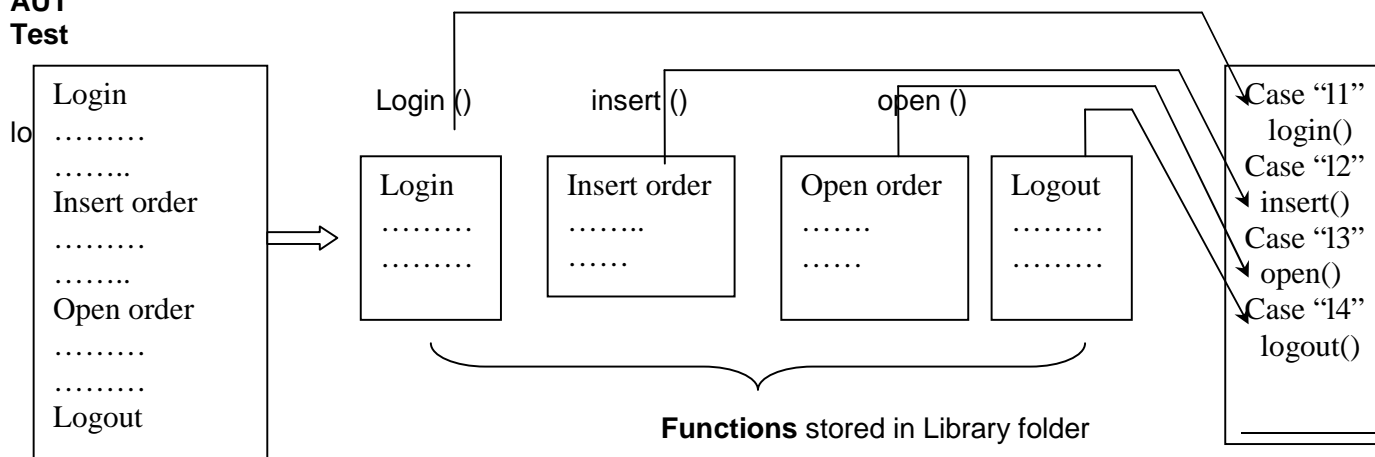 AUT
Test
Login
………
……..
Insert order
………
……..
Open order
………
………
Logout
lo
Login ()
insert ()
open ()
Login
………
………
Insert order
……..
……
Open order
…….
……
Logout
………
………
Functions stored in Library folder
Case “l1”
login()
Case “l2”
insert()
Case “l3”
open()
Case “l4”
logout()